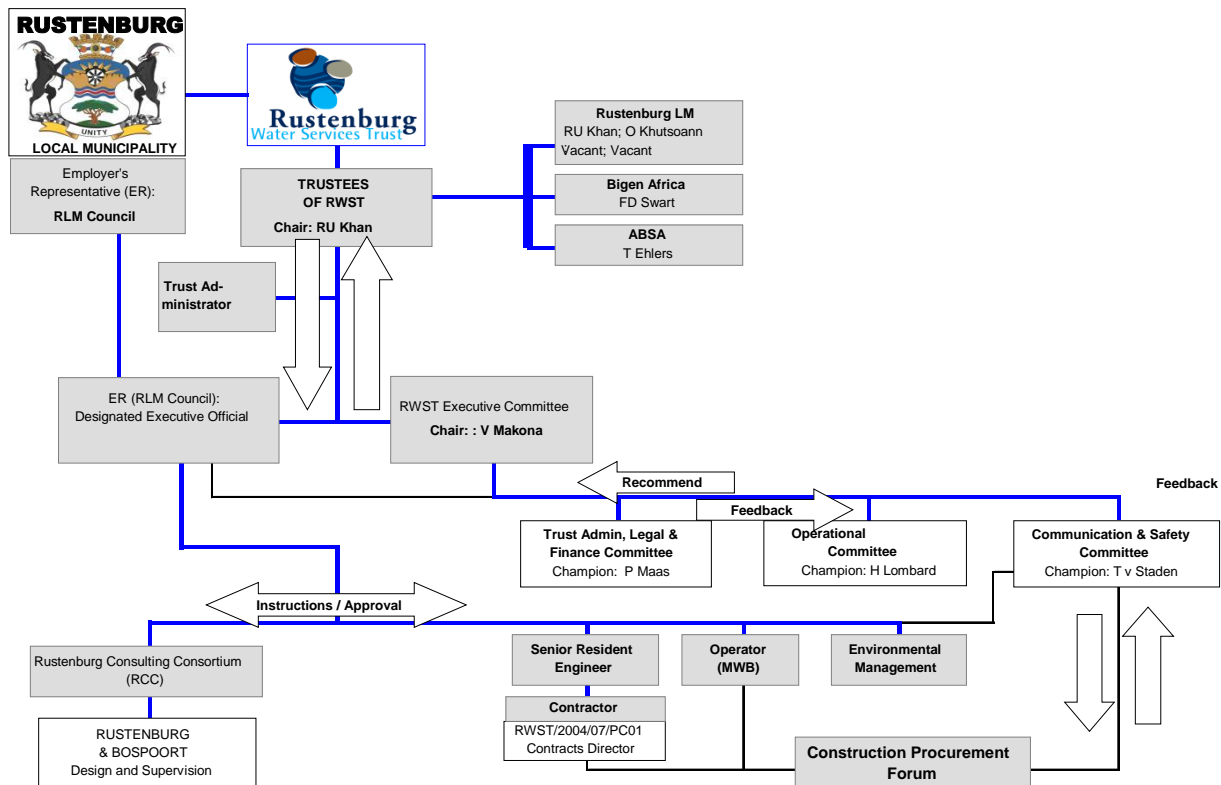 RUSTENBURG
UNITY
LOCAL MUNICIPALITY
Rustenburg
Water Services Trust
Employer's
Representative (ER):
RLM Council
TRUSTEES
OF RWST
Chair: RU Khan
Rustenburg LM
RU Khan; O Khutsoann
Vacant; Vacant
Bigen Africa
FD Swart
ABSA
T Ehlers
Trust Ad-
ministrator
ER (RLM Council):
Designated Executive Official
RWST Executive Committee
Chair: : V Makona
Recommend
Feedback
Feedback
Trust Admin, Legal &
Finance Committee
Champion: P Maas
Operational
Committee
Champion: H Lombard
Communication & Safety
Committee
Champion: T v Staden
Instructions / Approval
Rustenburg Consulting Consortium
(RCC)
RUSTENBURG
& BOSPOORT
Design and Supervision
Senior Resident
Engineer
Contractor
RWST/2004/07/PC01
Contracts Director
Operator
(MWB)
Environmental
Management
Construction Procurement
Forum